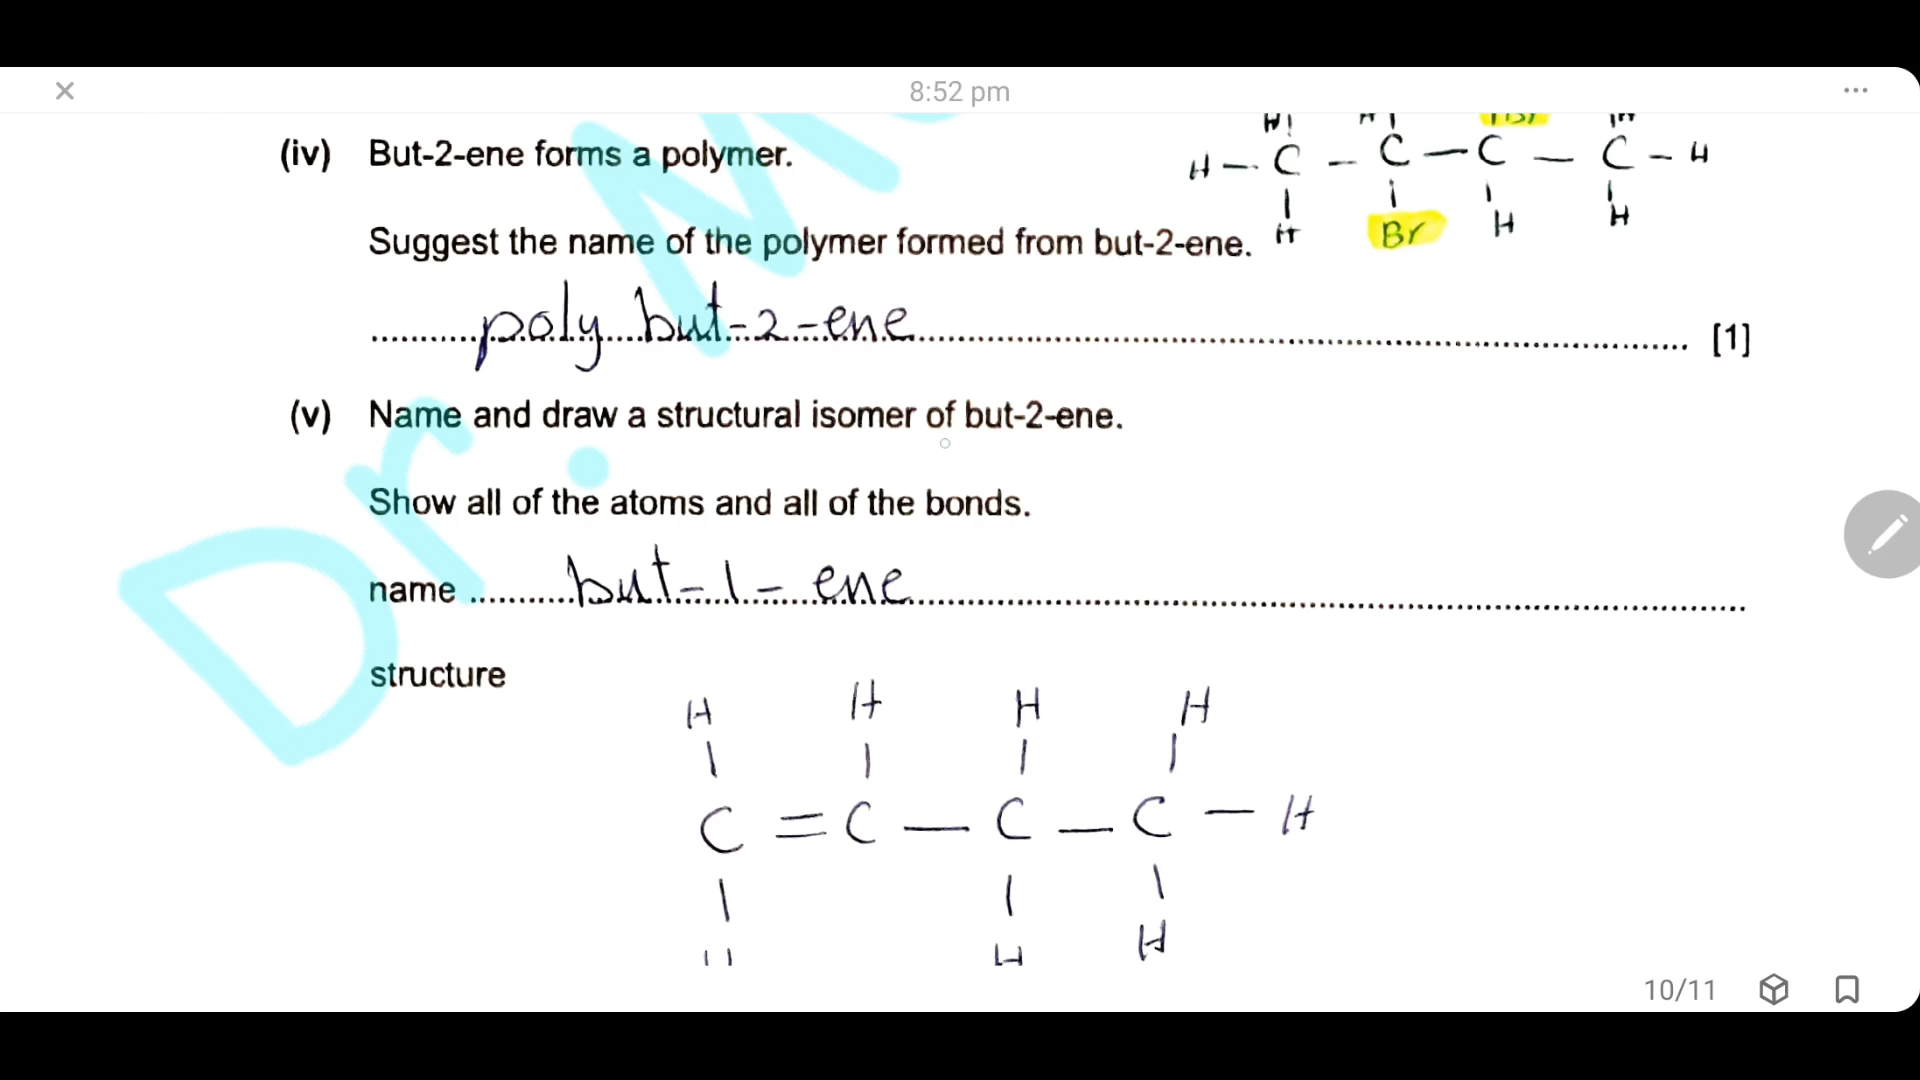 8:52 pm
(iv) But-2-ene forms a polymer.
H – C – C – C – C – H
H Br H H
Suggest the name of the polymer formed from but-2-ene.
poly but-2-ene [1]
(v) Name and draw a structural isomer of but-2-ene.
Show all of the atoms and all of the bonds.
name but-1-ene
structure
H H H H
C = C – C – C – H
H H H
10/11
Dr. M